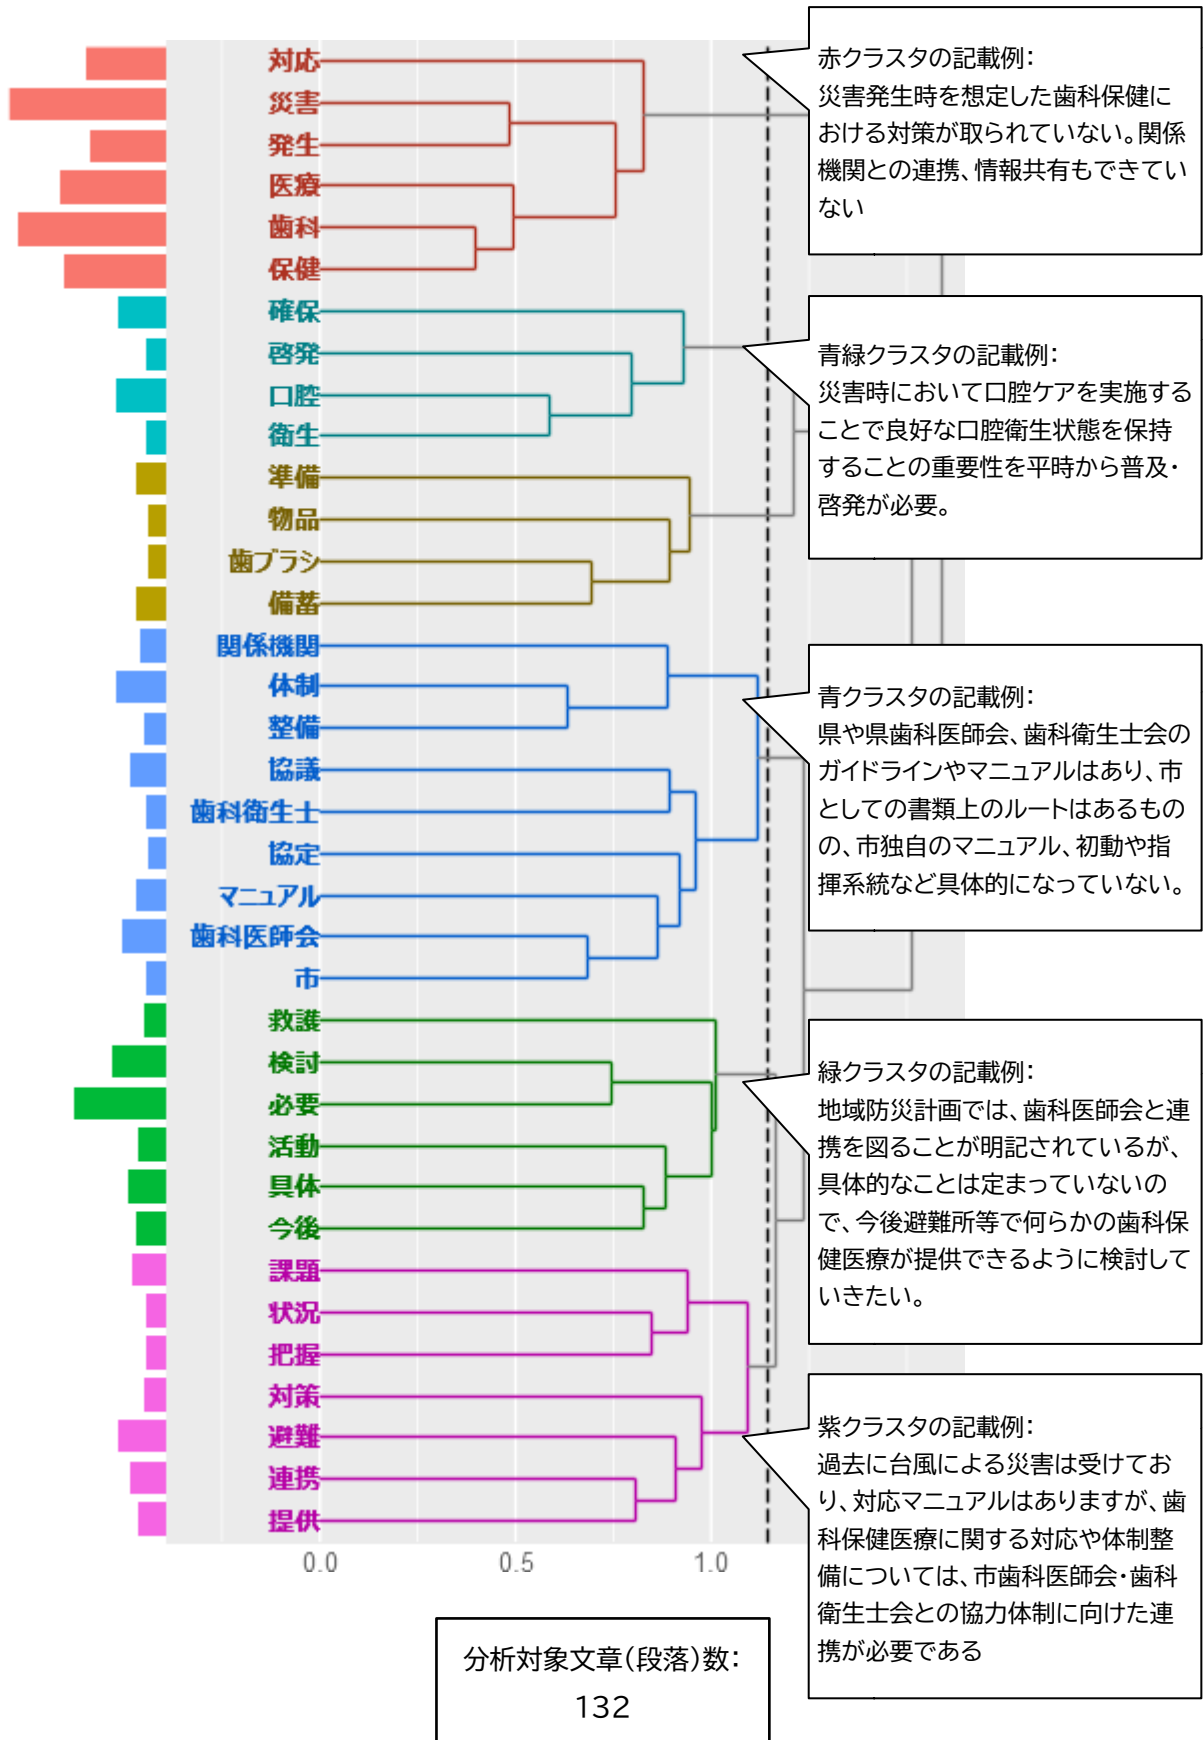 対応
災害
発生
医療
歯科
保健
確保
啓発
口腔
衛生
準備
物品
歯ブラシ
備蓄
関係機関
体制
整備
協議
歯科衛生士
協定
マニュアル
歯科医師会
市
救護
検討
必要
活動
具体
今後
課題
状況
把握
対策
避難
連携
提供
0.0
0.5
1.0
赤クラスタの記載例：
災害発生時を想定した歯科保健に
おける対策が取られていない。関係
機関との連携、情報共有もできてい
ない
青緑クラスタの記載例：
災害時において口腔ケアを実施する
ことで良好な口腔衛生状態を保持
することの重要性を平時から普及・
啓発が必要。
青クラスタの記載例：
県や県歯科医師会、歯科衛生士会の
ガイドラインやマニュアルはあり、市
としての書類上のルートはあるもの
の、市独自のマニュアル、初動や指
揮系統など具体的になっていない。
緑クラスタの記載例：
地域防災計画では、歯科医師会と連
携を図ることが明記されているが、
具体的なことは定まっていないの
で、今後避難所等で何らかの歯科保
健医療が提供できるように検討して
いきたい。
紫クラスタの記載例：
過去に台風による災害は受けてお
り、対応マニュアルはありますが、歯
科保健医療に関する対応や体制整
備については、市歯科医師会・歯科
衛生士会との協力体制に向けた連
携が必要である
分析対象文章（段落）数：
132